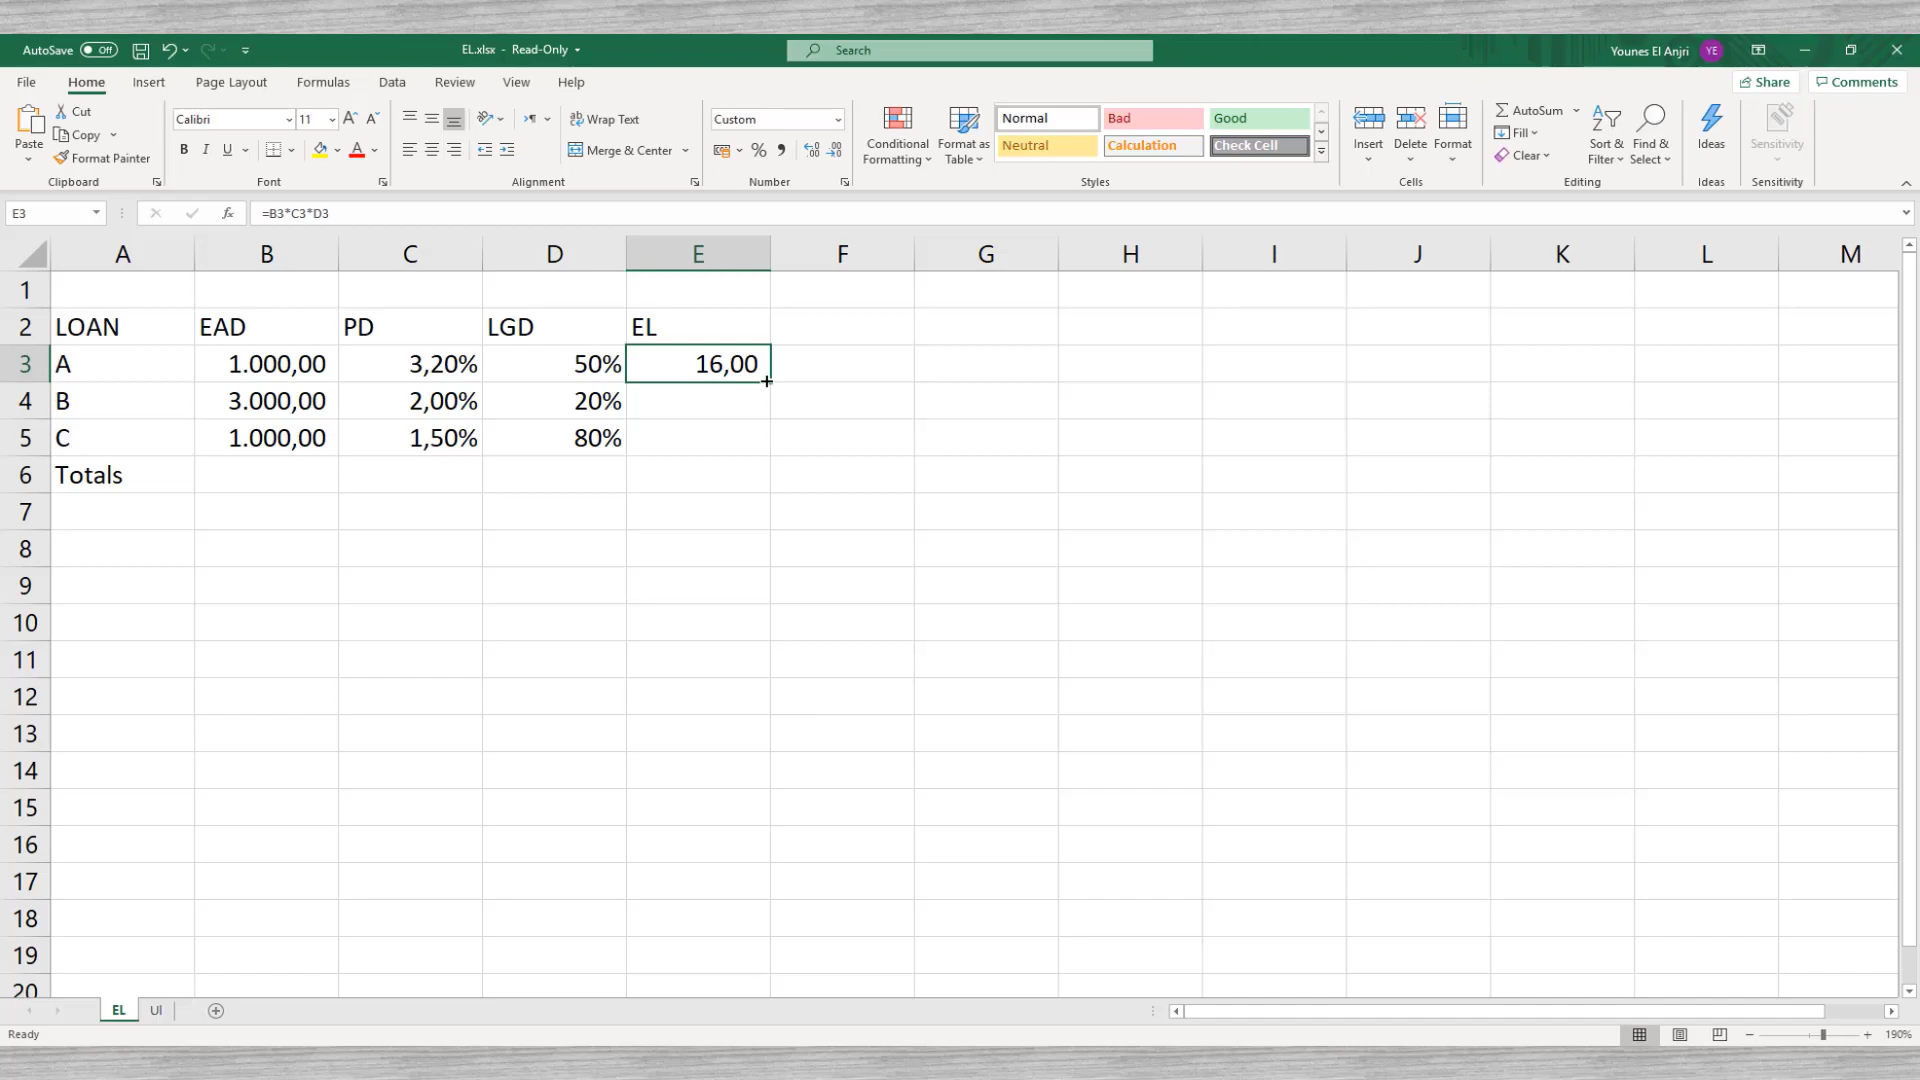 AutoSave Off EL.xlsx - Read-Only Search Younes El Anjri YE
File Home Insert Page Layout Formulas Data Review View Help Share Comments
Paste Cut Copy Format Painter Clipboard
Calibri 11 A A B I U A Font
ab Wrap Text Merge & Center Alignment
Custom % 9 Number
Conditional Formatting Format as Table Normal Bad Good Neutral Calculation Check Cell Styles
Insert Delete Format Cells
AutoSum Fill Clear Sort & Filter Find & Select Editing
Ideas Ideas
Sensitivity Sensitivity
E3 fx =B3*C3*D3
A B C D E F G H I J K L M
1
2 LOAN EAD PD LGD EL
3 A 1.000,00 3,20% 50% 16,00
4 B 3.000,00 2,00% 20%
5 C 1.000,00 1,50% 80%
6 Totals
7
8
9
10
11
12
13
14
15
16
17
18
19
20
EL Ul
Ready 190%